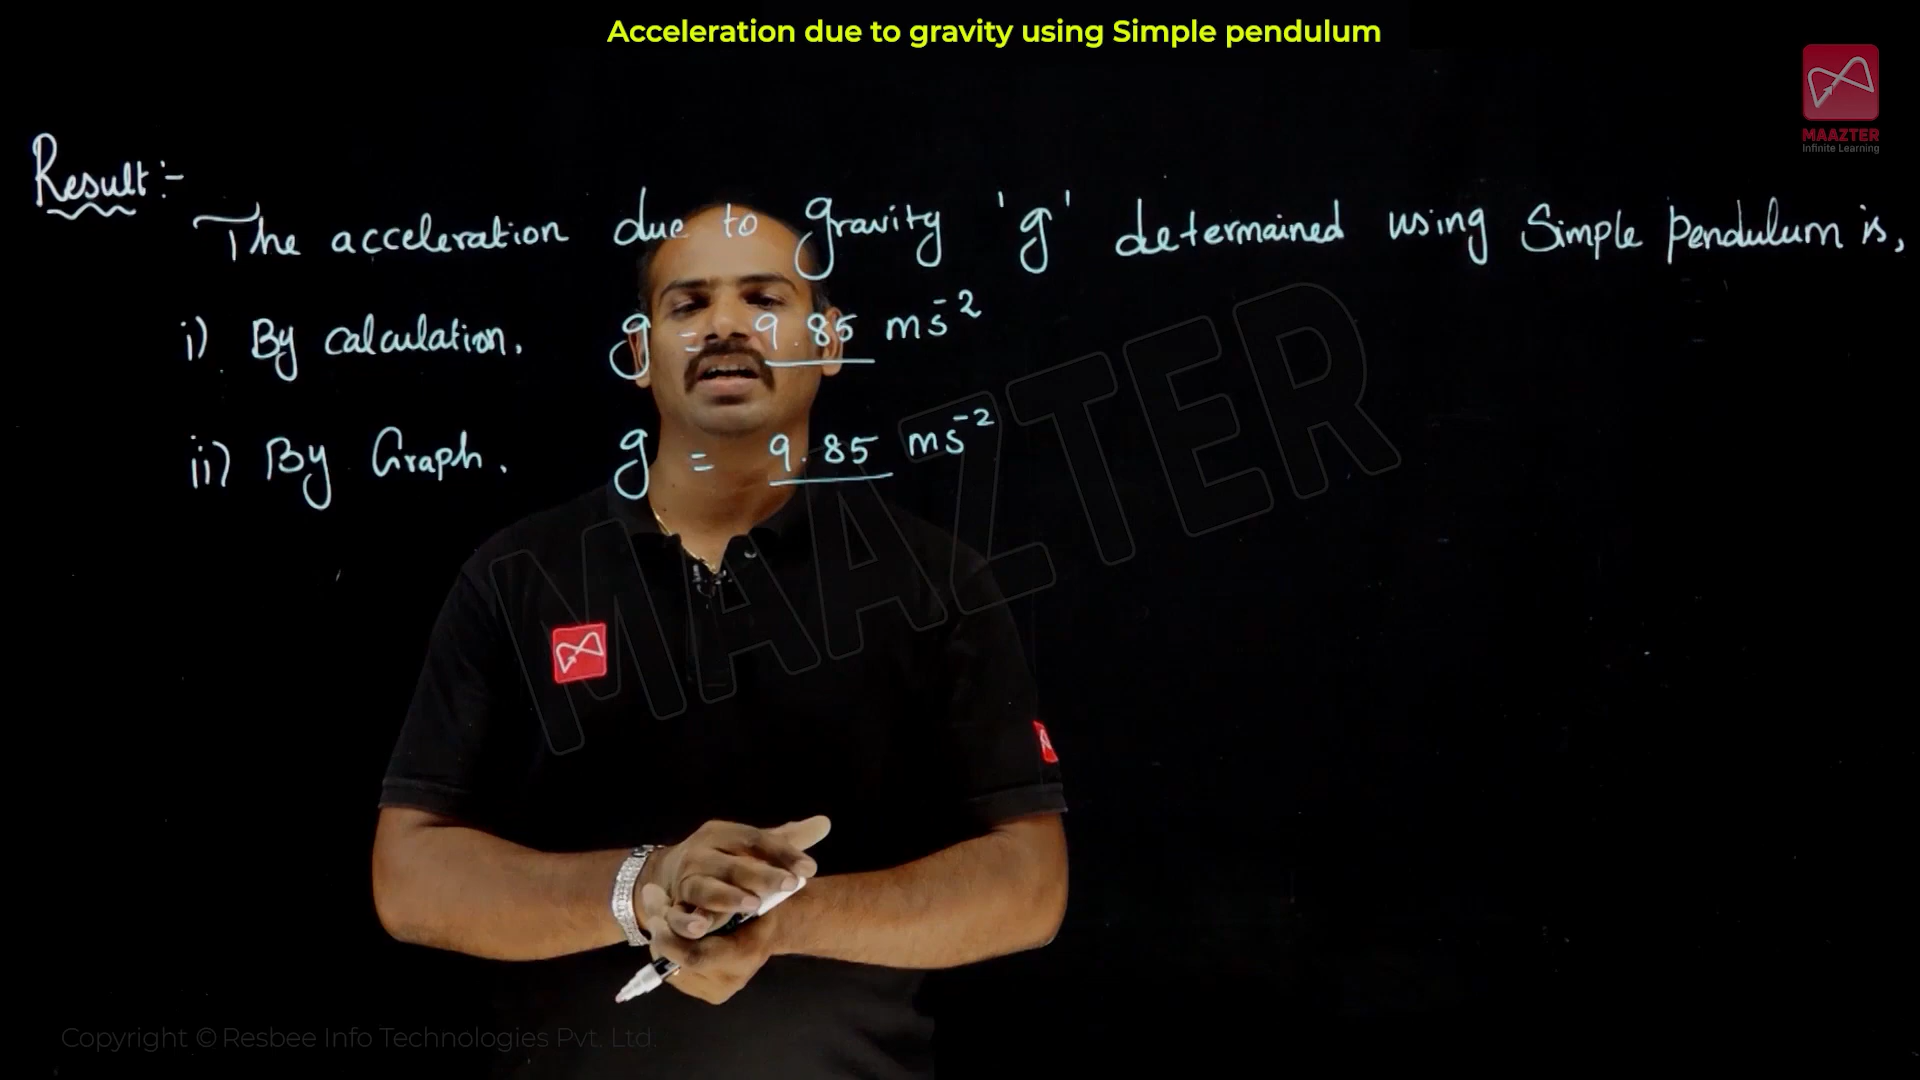 Acceleration due to gravity using Simple pendulum
MAAZTER
Infinite Learning
Result:-
The acceleration due to gravity 'g' determained using Simple pendulum is,
i) By calculation. g = 9.85 ms⁻²
ii) By Graph. g = 9.85 ms⁻²
MAAZTER
Copyright © Resbee Info Technologies Pvt. Ltd.